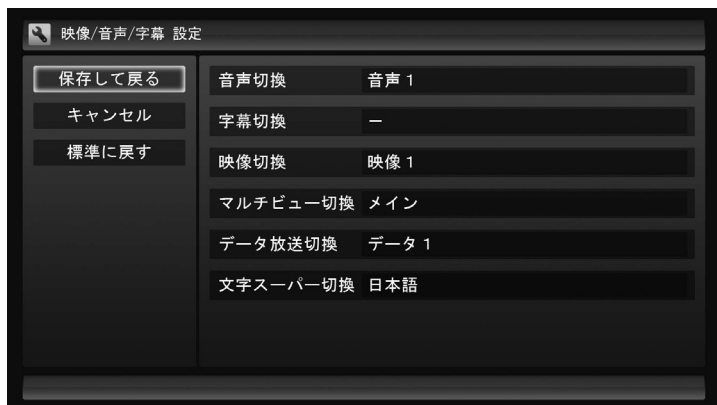 映像/音声/字幕 設定
保存して戻る
キャンセル
標準に戻す
音声切換 音声1
字幕切換 ー
映像切換 映像1
マルチビュー切換 メイン
データ放送切換 データ1
文字スーパー切換 日本語